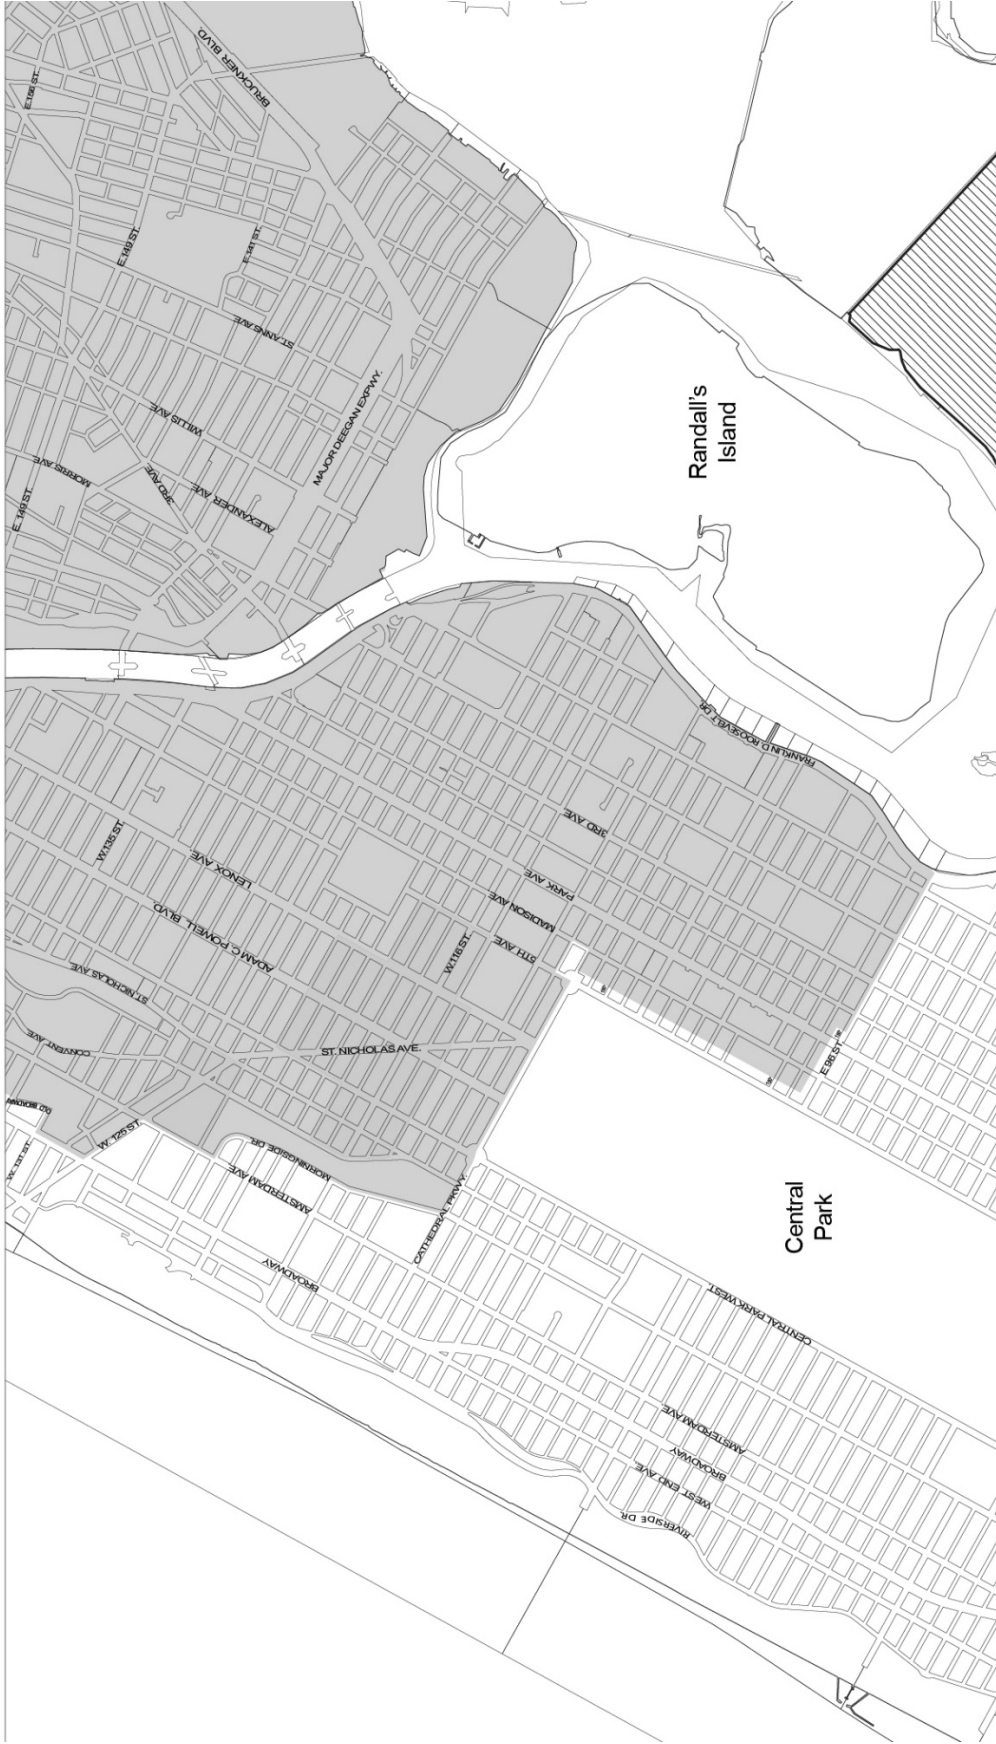 BRUCKNER BLVD.
E.156 ST.
E.149 ST.
E.141 ST.
ST.ANNS AVE.
MAJOR DEEGAN EXPWY.
WILLIS AVE.
MORRIS AVE.
3RD AVE.
ALEXANDER AVE.
E. 149 ST.
Randall's
Island
FRANKLIN D ROOSEVELT DR.
3RD AVE.
PARK AVE
MADISON AVE
5TH AVE.
W.135 ST.
LENOX AVE.
W.116 ST.
ADAM C. POWELL BLVD.
ST.NICHOLAS AVE.
ST. NICHOLAS AVE.
CONVENT AVE.
OLD BROADWAY
W. 125 ST.
W. 131 ST.
MORNINGSIDE DR.
AMSTERDAM AVE.
CATHEDRAL PKWY.
BROADWAY
E 96 ST.
Central
Park
CENTRAL PARK WEST
AMSTERDAM AVE.
BROADWAY
WEST END AVE.
RIVERSIDE DR.